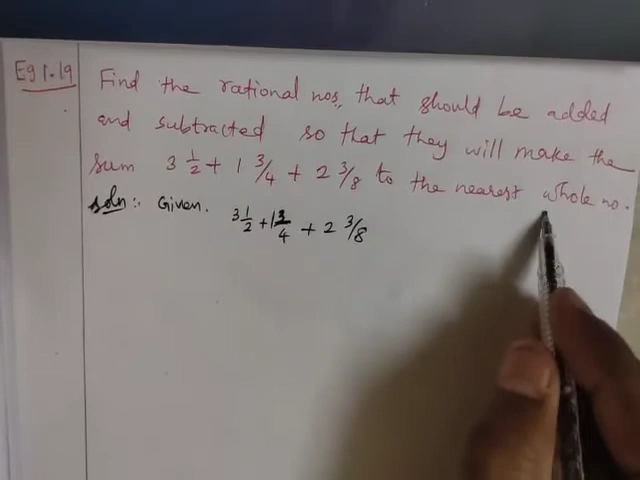 Eg 1.19
Find the rational nos., that should be added
and subtracted so that they will make the
sum 3 1/2 + 1 3/4 + 2 3/8 to the nearest whole no.
soln:- Given. 3 1/2 + 1 3/4 + 2 3/8